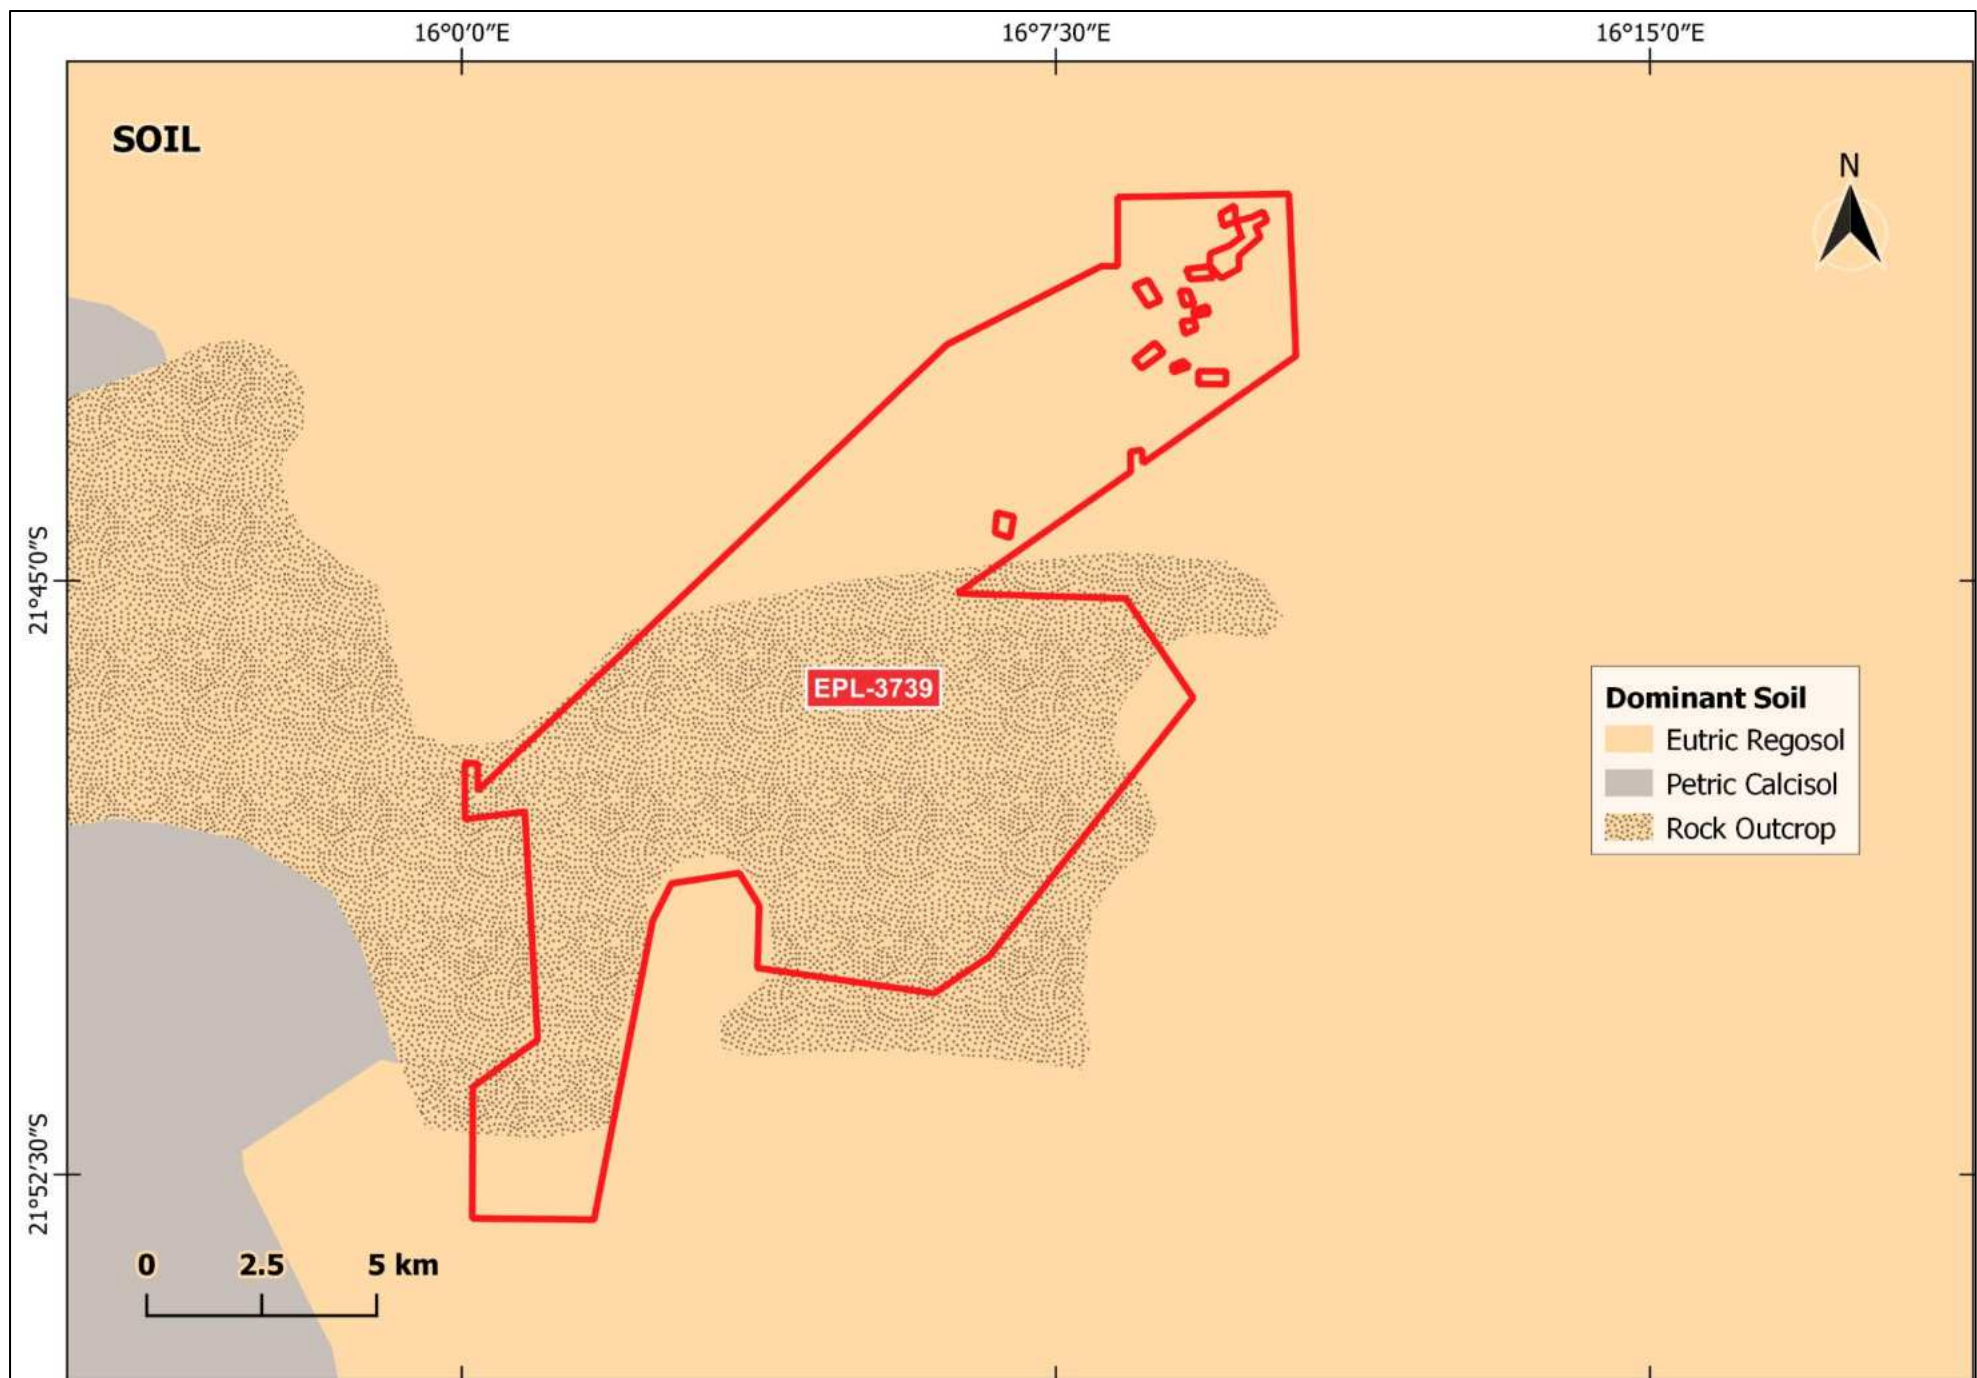 16°0′0″E 16°7′30″E 16°15′0″E
SOIL
N
21°45′0″S
EPL-3739
Dominant Soil
Eutric Regosol
Petric Calcisol
Rock Outcrop
21°52′30″S
0 2.5 5 km